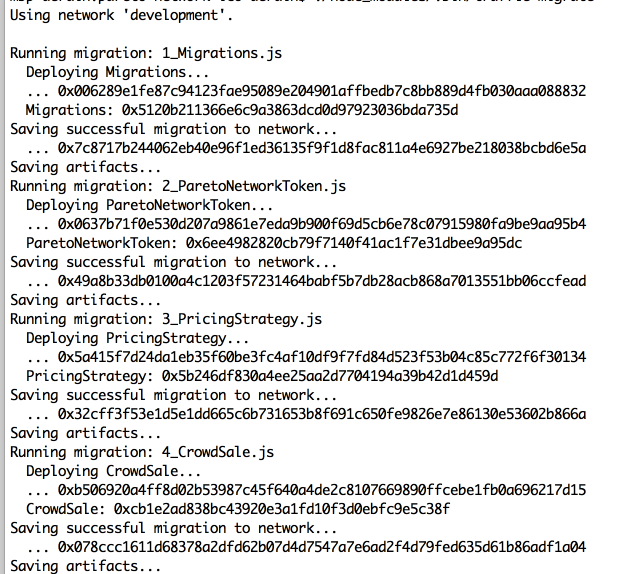 Using network 'development'.
Running migration: 1_Migrations.js
Deploying Migrations...
... 0x006289e1fe87c94123fae95089e204901affbedb7c8bb889d4fb030aaa088832
Migrations: 0x5120b211366e6c9a3863dcd0d97923036bda735d
Saving successful migration to network...
... 0x7c8717b244062eb40e96f1ed36135f9f1d8fac811a4e6927be218038bcbd6e5a
Saving artifacts...
Running migration: 2_ParetoNetworkToken.js
Deploying ParetoNetworkToken...
... 0x0637b71f0e530d207a9861e7eda9b900f69d5cb6e78c07915980fa9be9aa95b4
ParetoNetworkToken: 0x6ee4982820cb79f7140f41ac1f7e31dbee9a95dc
Saving successful migration to network...
... 0x49a8b33db0100a4c1203f57231464babf5b7db28acb868a7013551bb06ccfead
Saving artifacts...
Running migration: 3_PricingStrategy.js
Deploying PricingStrategy...
... 0x5a415f7d24da1eb35f60be3fc4af10df9f7fd84d523f53b04c85c772f6f30134
PricingStrategy: 0x5b246df830a4ee25aa2d7704194a39b42d1d459d
Saving successful migration to network...
... 0x32cff3f53e1d5e1dd665c6b731653b8f691c650fe9826e7e86130e53602b866a
Saving artifacts...
Running migration: 4_CrowdSale.js
Deploying CrowdSale...
... 0xb506920a4ff8d02b53987c45f640a4de2c8107669890ffcebe1fb0a696217d15
CrowdSale: 0xcb1e2ad838bc43920e3a1fd10f3d0ebfc9e5c38f
Saving successful migration to network...
... 0x078ccc1611d68378a2dfd62b07d4d7547a7e6ad2f4d79fed635d61b86adf1a04
Saving artifacts...